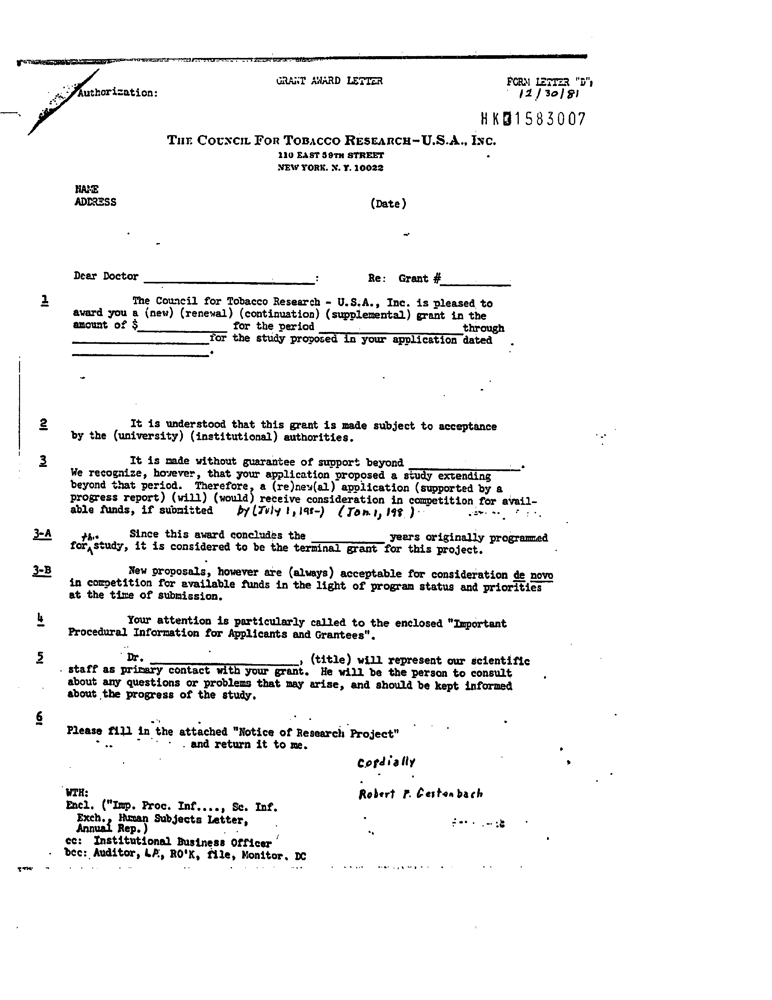 GRANT AWARD LETTER
FORM LETTER "D",
Authorization:
12/30/81
HK01583007
THE COUNCIL FOR TOBACCO RESEARCH-U.S.A., INC.
110 EAST 59TH STREET
NEW YORK, N. Y. 10022
NAME
ADDRESS
(Date)
Dear Doctor ____________________: Re: Grant #__________
1 The Council for Tobacco Research - U.S.A., Inc. is pleased to
award you a (new) (renewal) (continuation) (supplemental) grant in the
amount of $____________ for the period ____________________through
____________________for the study proposed in your application dated
____________________.
2 It is understood that this grant is made subject to acceptance
by the (university) (institutional) authorities.
3 It is made without guarantee of support beyond ________________.
We recognize, however, that your application proposed a study extending
beyond that period. Therefore, a (re)new(al) application (supported by a
progress report) (will) (would) receive consideration in competition for avail-
able funds, if submitted by (July 1, 198-) (Jan. 1, 198 )
3-A Since this award concludes the __________ years originally programmed
for the study, it is considered to be the terminal grant for this project.
3-B New proposals, however are (always) acceptable for consideration de novo
in competition for available funds in the light of program status and priorities
at the time of submission.
4 Your attention is particularly called to the enclosed "Important
Procedural Information for Applicants and Grantees".
5 Dr. ____________________, (title) will represent our scientific
staff as primary contact with your grant. He will be the person to consult
about any questions or problems that may arise, and should be kept informed
about the progress of the study.
6
Please fill in the attached "Notice of Research Project"
and return it to me.
Cordially
WTH:
Robert F. Gertenbach
Encl. ("Imp. Proc. Inf...., Sc. Inf.
Exch., Human Subjects Letter,
Annual Rep.)
cc: Institutional Business Officer
bcc: Auditor, LP, RO'K, file, Monitor. DC